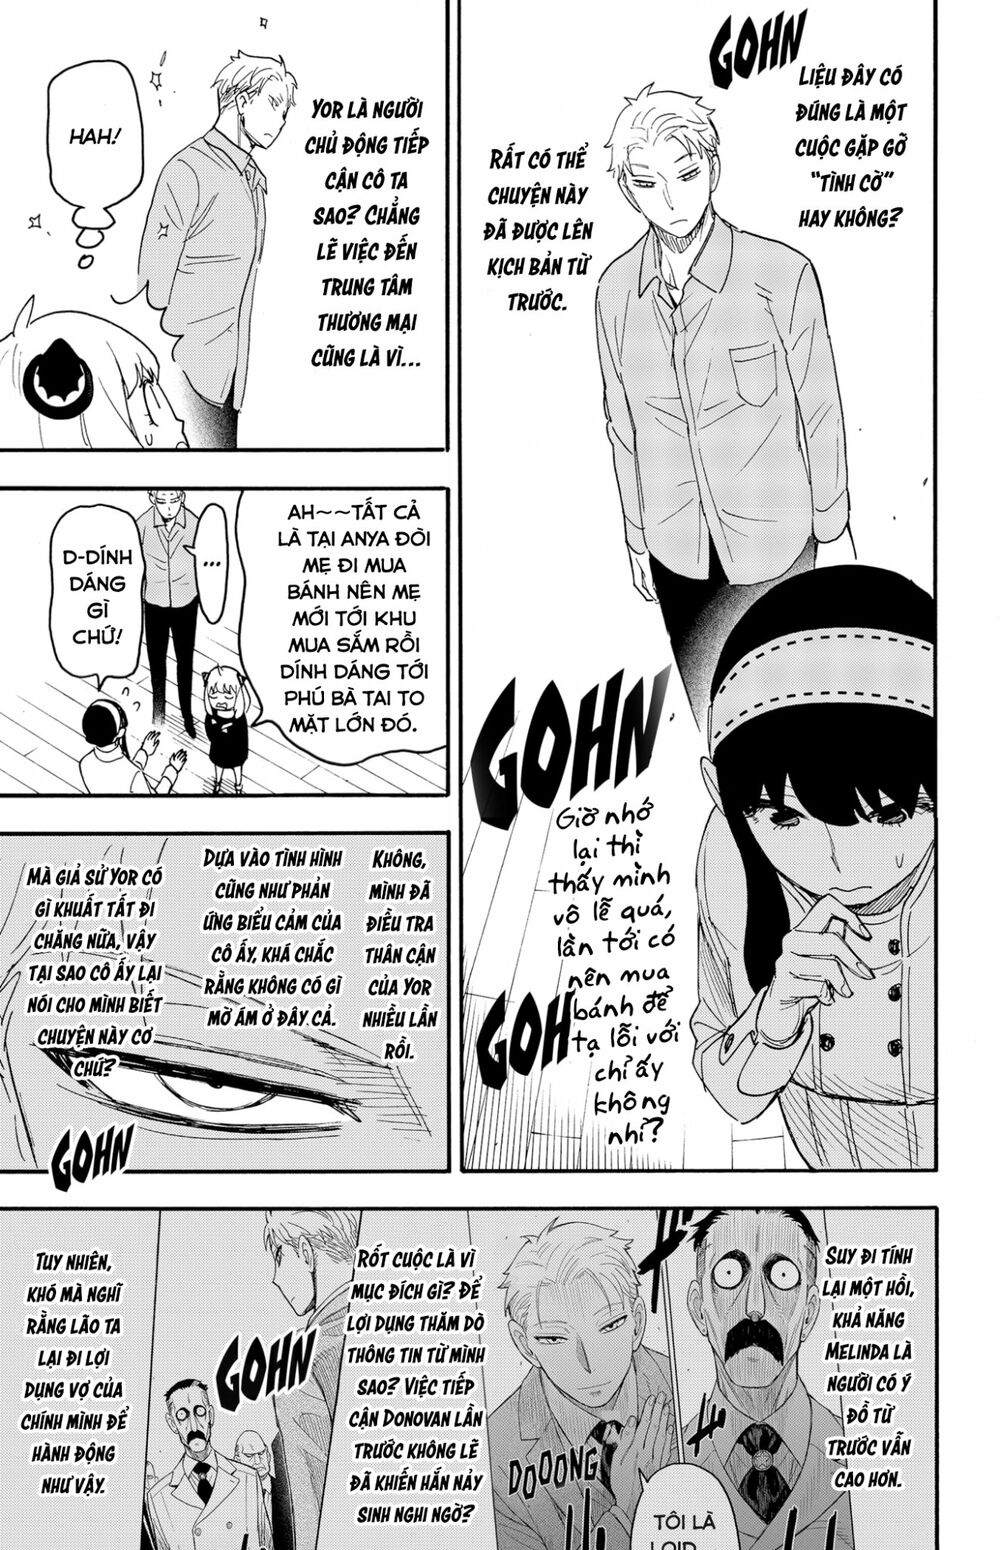 GOHN
LIỆU ĐÂY CÓ
ĐÚNG LÀ MỘT
CUỘC GẶP GỠ
“TÌNH CỜ”
HAY KHÔNG?
RẤT CÓ THỂ
CHUYỆN NÀY
ĐÃ ĐƯỢC LÊN
KỊCH BẢN TỪ
TRƯỚC.
GOHN
Giờ nhớ
lại thì
thấy mình
vô lễ quá,
lần tới có
nên mua
bánh để
tạ lỗi với
chỉ ấy
không
nhỉ?
GOH
YOR LÀ NGƯỜI
CHỦ ĐỘNG TIẾP
CẬN CÔ TA
SAO? CHẲNG
LẼ VIỆC ĐẾN
TRUNG TÂM
THƯƠNG MẠI
CŨNG LÀ VÌ...
HAH!
AH~~TẤT CẢ
LÀ TẠI ANYA ĐÒI
MẸ ĐI MUA
BÁNH NÊN MẸ
MỚI TỚI KHU
MUA SẮM RỒI
DÍNH DÁNG TỚI
PHÚ BÀ TAI TO
MẶT LỚN ĐÓ.
...
D-DÍNH
DÁNG
GÌ
CHỨ!
KHÔNG,
MÌNH ĐÃ
ĐIỀU TRA
THÂN CẬN
CỦA YOR
NHIỀU LẦN
RỒI.
DỰA VÀO TÌNH HÌNH
CŨNG NHƯ PHẢN
ỨNG BIỂU CẢM CỦA
CÔ ẤY, KHÁ CHẮC
RẰNG KHÔNG CÓ GÌ
MỜ ÁM Ở ĐÂY CẢ.
MÀ GIẢ SỬ YOR CÓ
GÌ KHUẤT TẤT ĐI
CHĂNG NỮA, VẬY
TẠI SAO CÔ ẤY LẠI
NÓI CHO MÌNH BIẾT
CHUYỆN NÀY CƠ
CHỨ?
GOHN
SUY ĐI TÍNH
LẠI MỘT HỒI,
KHẢ NĂNG
MELINDA LÀ
NGƯỜI CÓ Ý
ĐỒ TỪ
TRƯỚC VẪN
CAO HƠN.
TÔI LÀ
LOID
DOOONG
RỐT CUỘC LÀ VÌ
MỤC ĐÍCH GÌ? ĐỂ
LỢI DỤNG THĂM DÒ
THÔNG TIN TỪ MÌNH
SAO? VIỆC TIẾP
CẬN DONOVAN LẦN
TRƯỚC KHÔNG LẼ
ĐÃ KHIẾN HẮN NẢY
SINH NGHI NGỜ?
GOHN
TUY NHIÊN,
KHÓ MÀ NGHĨ
RẰNG LÃO TA
LẠI ĐI LỢI
DỤNG VỢ CỦA
CHÍNH MÌNH ĐỂ
HÀNH ĐỘNG
NHƯ VẬY.